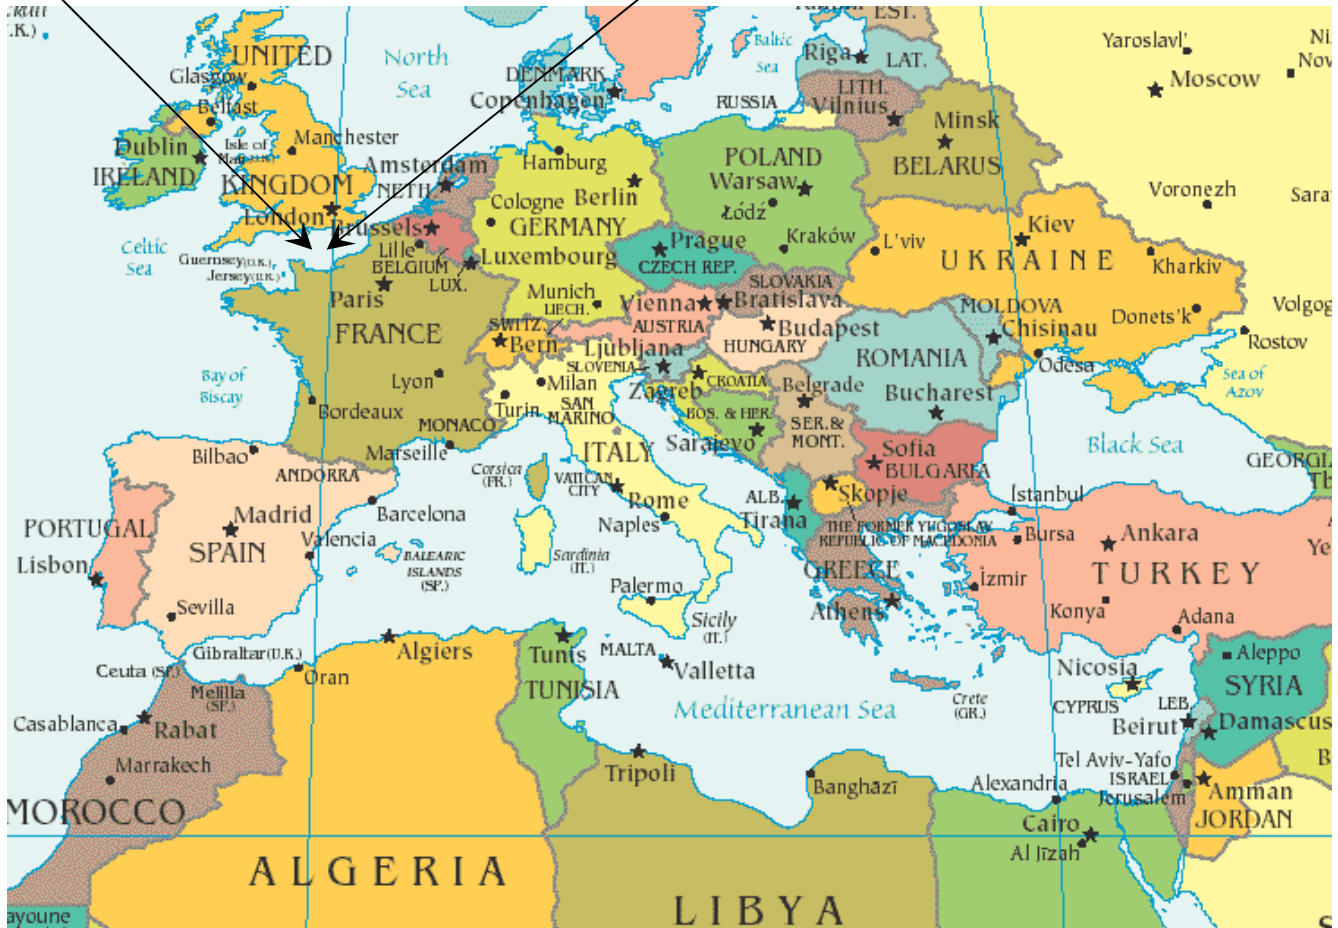 .K.)
UNITED
Glasgow
Belfast
Isle of
Man (U.K.)
Manchester
Dublin
IRELAND
KINGDOM
London
North
Sea
DENMARK
Copenhagen
Baltic
Sea
EST.
Riga
LAT.
LITH.
Vilnius
RUSSIA
Yaroslavl'
Moscow
Minsk
BELARUS
Voronezh
Amsterdam
NETH.
Hamburg
Berlin
Cologne
GERMANY
POLAND
Warsaw
Łódź
Kraków
L'viv
Kiev
UKRAINE
Kharkiv
Donets'k
Rostov
Celtic
Sea
Guernsey (U.K.)
Jersey (U.K.)
Brussels
Lille
BELGIUM
LUX.
Luxembourg
Prague
CZECH REP.
SLOVAKIA
Paris
FRANCE
Munich
LIECH.
Vienna
Bratislava
AUSTRIA
Budapest
HUNGARY
MOLDOVA
Chisinau
Odesa
Sea of
Azov
SWITZ.
Bern
Ljubljana
SLOVENIA
Zagreb
CROATIA
ROMANIA
Bucharest
Belgrade
SER.&
MONT.
BOS. & HER.
Sarajevo
Lyon
Milan
Turin
SAN
MARINO
Bay of
Biscay
Bordeaux
MONACO
Marseille
ITALY
Sofia
BULGARIA
Black Sea
GEORGIA
Bilbao
ANDORRA
Corsica
(FR.)
VATICAN
CITY
Rome
Naples
ALB.
Tirana
Skopje
THE FORMER YUGOSLAV
REPUBLIC OF MACEDONIA
İstanbul
Bursa
Ankara
TURKEY
PORTUGAL
Lisbon
Madrid
SPAIN
Barcelona
Valencia
BALEARIC
ISLANDS
(SP.)
Sardinia
(IT.)
GREECE
Athens
İzmir
Konya
Adana
Sevilla
Palermo
Sicily
(IT.)
Gibraltar (U.K.)
Ceuta (SP.)
Melilla
(SP.)
Oran
Algiers
Tunis
TUNISIA
MALTA
Valletta
Crete
(GR.)
Mediterranean Sea
Nicosia
CYPRUS
Aleppo
SYRIA
LEB.
Beirut
Damascus
Casablanca
Rabat
Marrakech
MOROCCO
Tripoli
Banghāzī
Alexandria
Tel Aviv-Yafo
ISRAEL
Jerusalem
Amman
JORDAN
Cairo
Al Jīzah
ALGERIA
LIBYA